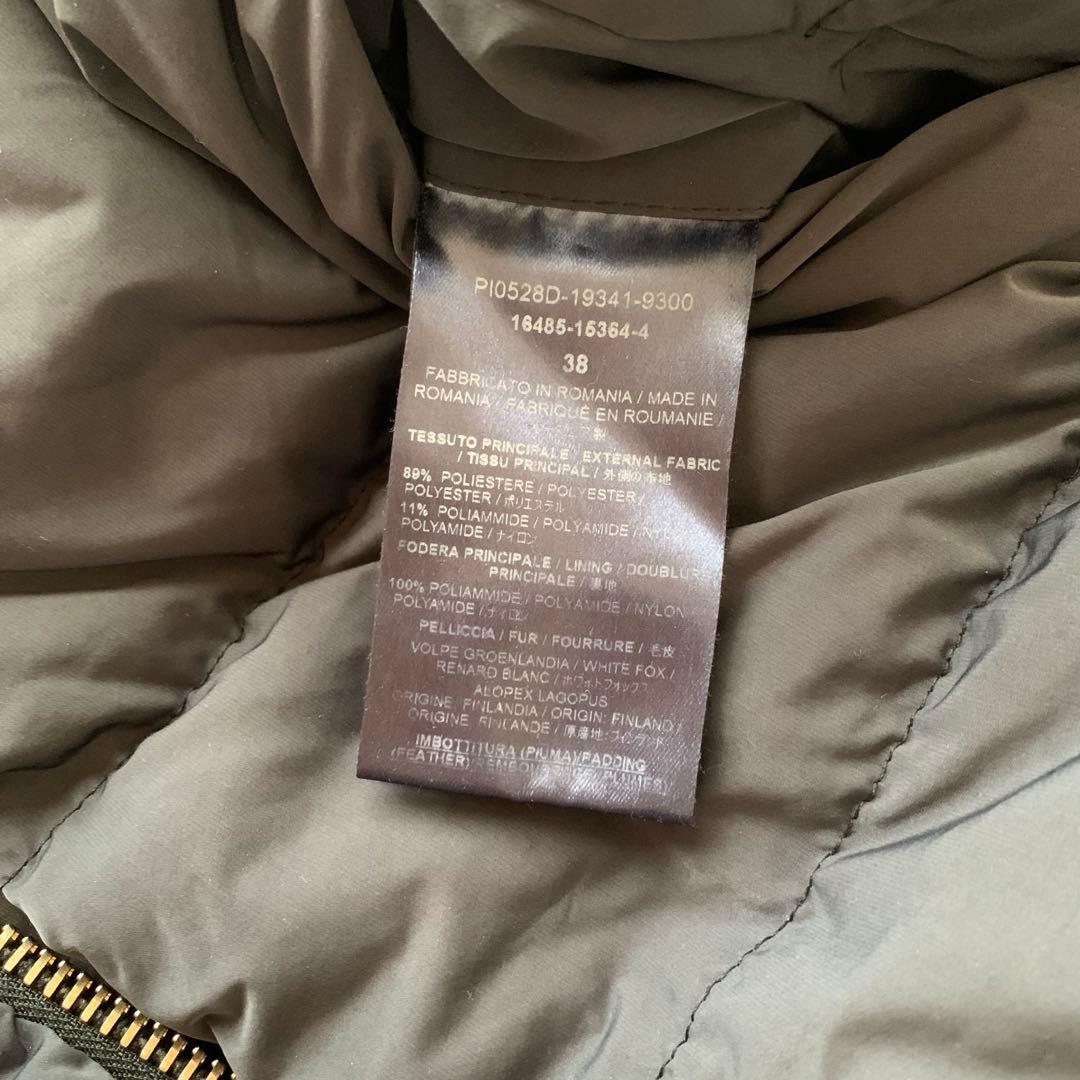 PI0528D-19341-9300
16485-15364-4
38
FABBRICATO IN ROMANIA / MADE IN
ROMANIA / FABRIQUÉ EN ROUMANIE /
製
TESSUTO PRINCIPALE / EXTERNAL FABRIC
/ TISSU PRINCIPAL / 外側の布地
89% POLIESTERE / POLYESTER /
POLYESTER / ポリエステル
11% POLIAMMIDE / POLYAMIDE /
POLYAMIDE / ナイロン
FODERA PRINCIPALE / LINING / DOUBLUR
PRINCIPALE / 裏地
100% POLIAMMIDE / POLYAMIDE / NYLON
POLYAMIDE / ナイロン
PELLICCIA / FUR / FOURRURE / 毛皮
VOLPE GROENLANDIA / WHITE FOX /
RENARD BLANC / ホワイトフォックス
ALOPEX LAGOPUS
ORIGINE: FINLANDIA / ORIGIN: FINLAND /
ORIGINE: FINLANDE / 原産地:フィンランド
IMBOTTITURA (PIUMA)/PADDING
(FEATHER)